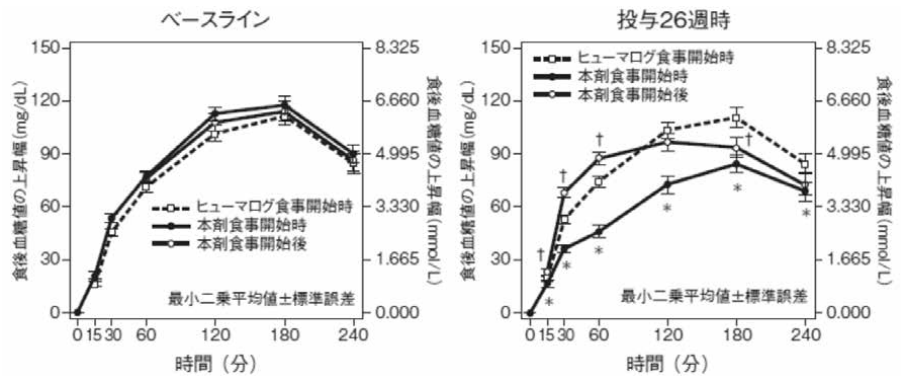 ベースライン
食後血糖値の上昇幅(mg/dL)
150
120
90
60
30
0
8.325
6.660
4.995
3.330
1.665
0.000
食後血糖値の上昇幅(mmol/L)
ヒューマログ食事開始時
本剤食事開始時
本剤食事開始後
最小二乗平均値±標準誤差
0 15 30 60 120 180 240
時間（分）
投与26週時
食後血糖値の上昇幅(mg/dL)
150
120
90
60
30
0
8.325
6.660
4.995
3.330
1.665
0.000
食後血糖値の上昇幅(mmol/L)
ヒューマログ食事開始時
本剤食事開始時
本剤食事開始後
† † † †
* * * * * *
最小二乗平均値±標準誤差
0 15 30 60 120 180 240
時間（分）